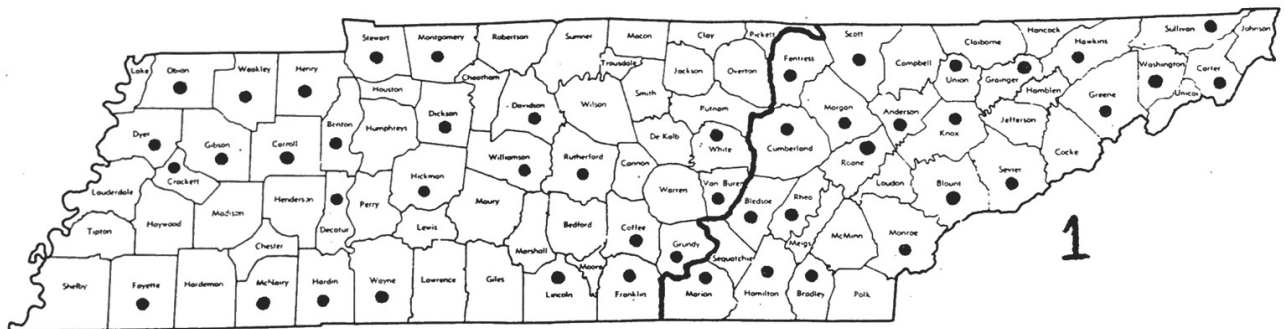 Stewart
Montgomery
Robertson
Sumner
Macon
Clay
Pickett
Scott
Claiborne
Hancock
Hawkins
Sullivan
Johnson
Lake
Obion
Weakley
Henry
Houston
Cheatham
Trousdale
Jackson
Overton
Fentress
Campbell
Union
Grainger
Hamblen
Greene
Washington
Unicoi
Carter
Dyer
Gibson
Carroll
Benton
Humphreys
Dickson
Davidson
Wilson
Smith
Putnam
De Kalb
White
Cumberland
Morgan
Anderson
Knox
Jefferson
Cocke
Crockett
Lauderdale
Haywood
Madison
Henderson
Decatur
Perry
Hickman
Williamson
Rutherford
Cannon
Warren
Van Buren
Bledsoe
Rhea
Roane
Loudon
Blount
Sevier
Tipton
Chester
Lewis
Maury
Marshall
Bedford
Coffee
Grundy
Sequatchie
Meigs
McMinn
Monroe
1
Shelby
Fayette
Hardeman
McNairy
Hardin
Wayne
Lawrence
Giles
Lincoln
Moore
Franklin
Marion
Hamilton
Bradley
Polk